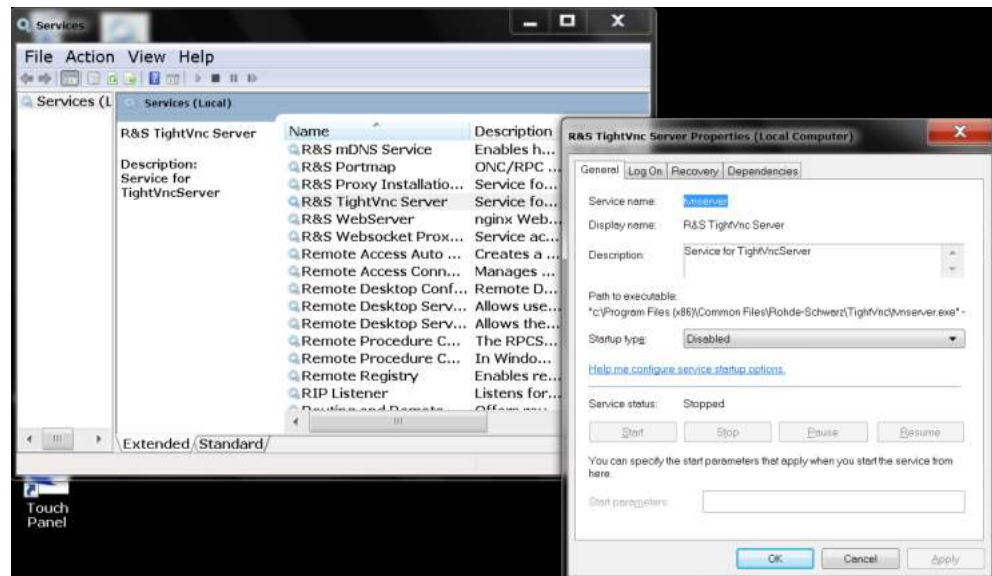 Services
File Action View Help
Services (L
Services (Local)
R&S TightVnc Server
Description:
Service for
TightVncServer
Name Description
R&S mDNS Service Enables h...
R&S Portmap ONC/RPC ...
R&S Proxy Installatio... Service fo...
R&S TightVnc Server Service fo...
R&S WebServer nginx Web...
R&S Websocket Prox... Service ac...
Remote Access Auto ... Creates a ...
Remote Access Conn... Manages ...
Remote Desktop Conf... Remote D...
Remote Desktop Serv... Allows use...
Remote Desktop Serv... Allows the...
Remote Procedure C... The RPCS...
Remote Procedure C... In Windo...
Remote Registry Enables re...
RIP Listener Listens for...
Extended Standard
Touch
Panel
R&S TightVnc Server Properties (Local Computer)
General Log On Recovery Dependencies
Service name: tvnserver
Display name: R&S TightVnc Server
Description: Service for TightVncServer
Path to executable:
"c:\Program Files (x86)\Common Files\Rohde-Schwarz\TightVnc\tvnserver.exe" -
Startup type: Disabled
Help me configure service startup options.
Service status: Stopped
Start Stop Pause Resume
You can specify the start parameters that apply when you start the service from
here.
Start parameters:
OK Cancel Apply